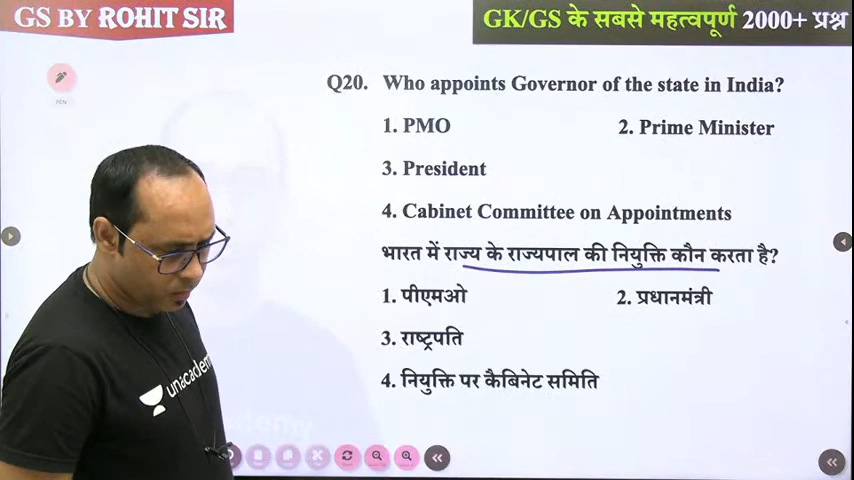 GS BY ROHIT SIR
GK/GS के सबसे महत्वपूर्ण 2000+ प्रश्न
PEN
Q20. Who appoints Governor of the state in India?
1. PMO 2. Prime Minister
3. President
4. Cabinet Committee on Appointments
भारत में राज्य के राज्यपाल की नियुक्ति कौन करता है?
1. पीएमओ 2. प्रधानमंत्री
3. राष्ट्रपति
4. नियुक्ति पर कैबिनेट समिति
unacademy